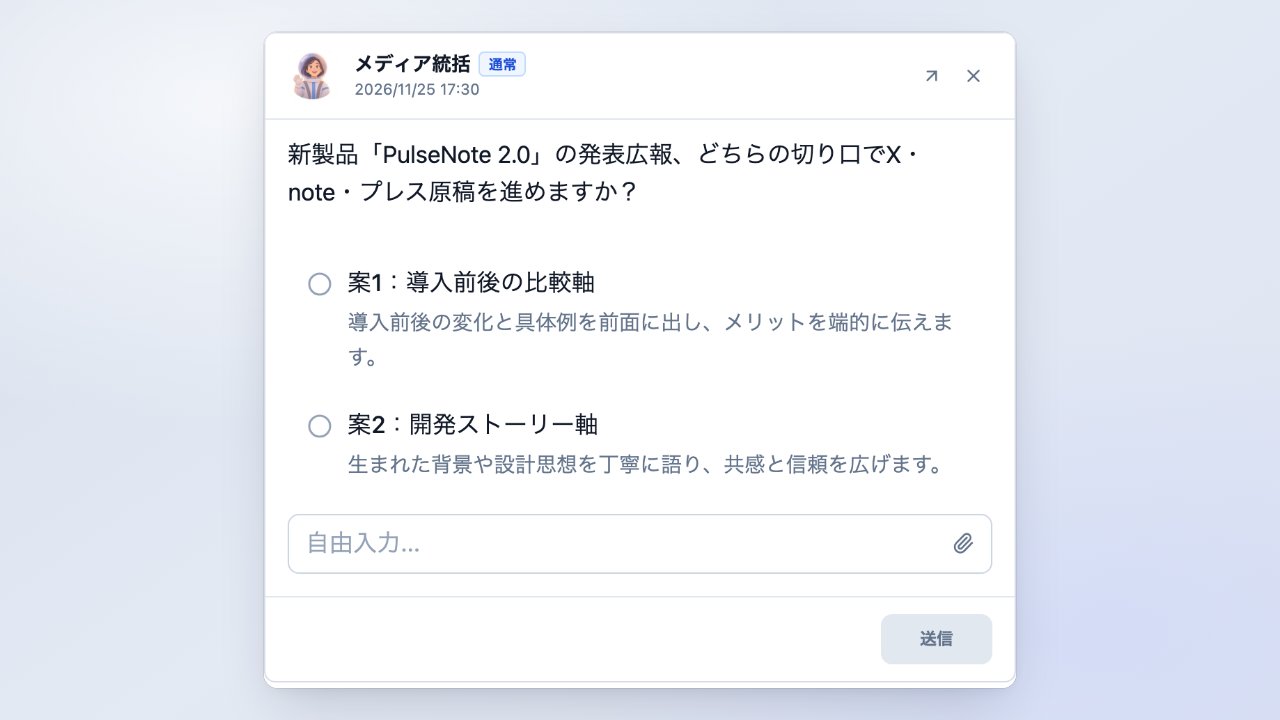 メディア統括 通常
2026/11/25 17:30
新製品「PulseNote 2.0」の発表広報、どちらの切り口でX・
note・プレス原稿を進めますか？
案1：導入前後の比較軸
導入前後の変化と具体例を前面に出し、メリットを端的に伝えま
す。
案2：開発ストーリー軸
生まれた背景や設計思想を丁寧に語り、共感と信頼を広げます。
自由入力...
送信